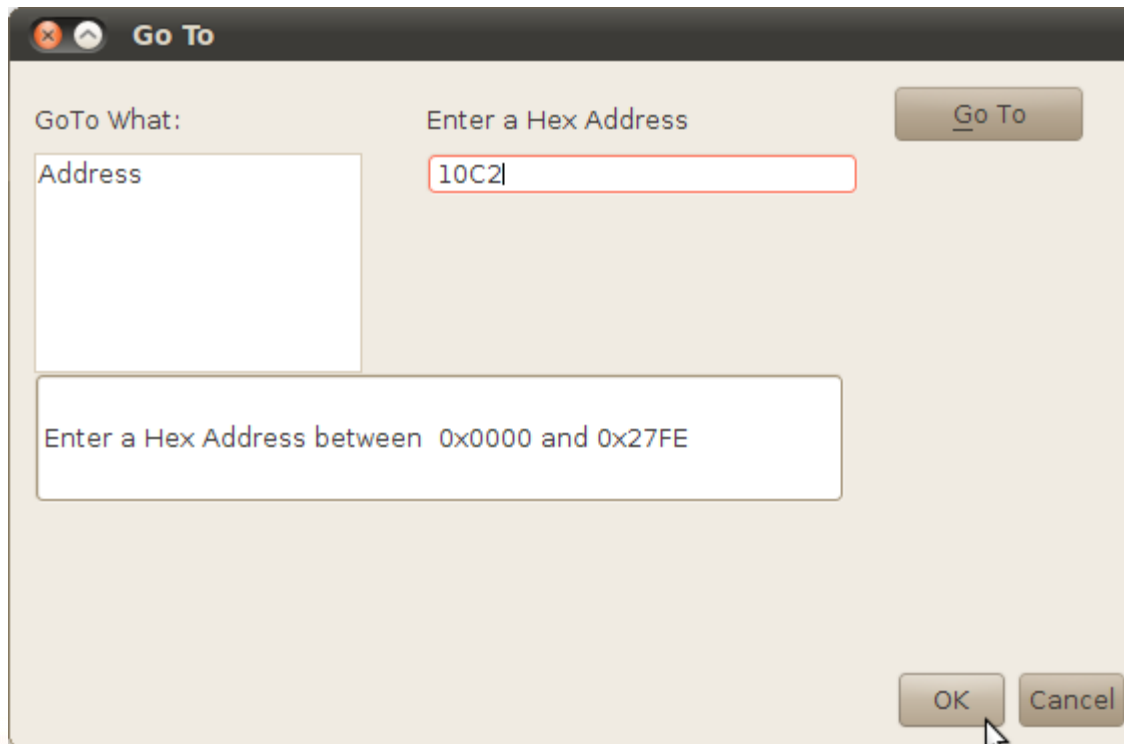 Go To
GoTo What:
Enter a Hex Address
Go To
Address
10C2
Enter a Hex Address between  0x0000 and 0x27FE
OK
Cancel